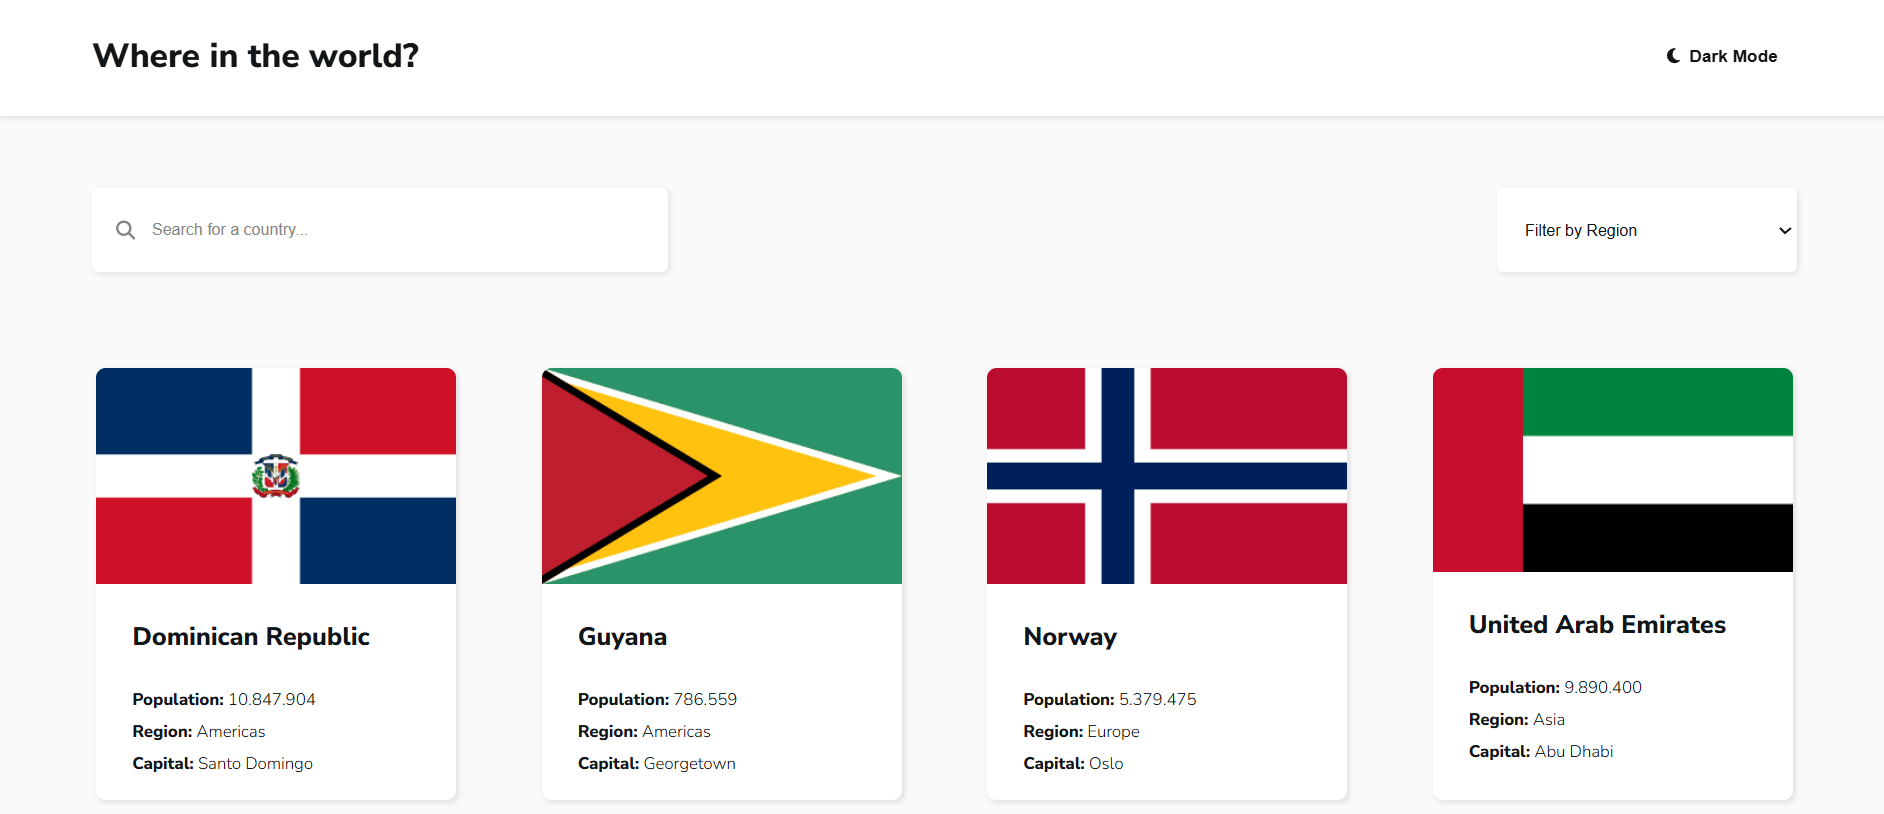 Where in the world?
Dark Mode
Search for a country...
Filter by Region
Dominican Republic
Population: 10.847.904
Region: Americas
Capital: Santo Domingo
Guyana
Population: 786.559
Region: Americas
Capital: Georgetown
Norway
Population: 5.379.475
Region: Europe
Capital: Oslo
United Arab Emirates
Population: 9.890.400
Region: Asia
Capital: Abu Dhabi